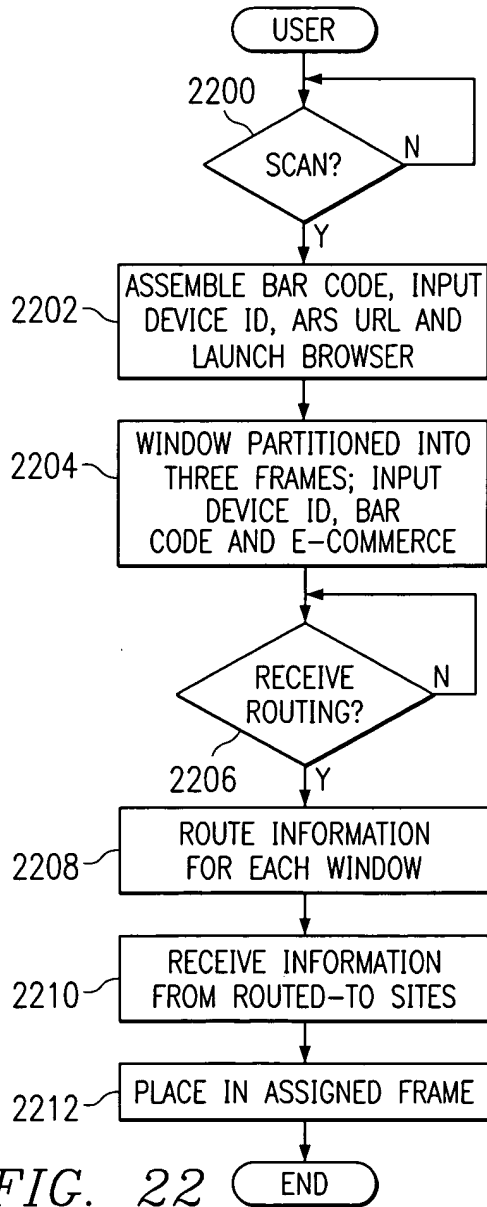 USER
2200
SCAN?
N
Y
2202
ASSEMBLE BAR CODE, INPUT
DEVICE ID, ARS URL AND
LAUNCH BROWSER
2204
WINDOW PARTITIONED INTO
THREE FRAMES; INPUT
DEVICE ID, BAR
CODE AND E-COMMERCE
RECEIVE
ROUTING?
N
2206
Y
2208
ROUTE INFORMATION
FOR EACH WINDOW
2210
RECEIVE INFORMATION
FROM ROUTED-TO SITES
2212
PLACE IN ASSIGNED FRAME
FIG. 22
END